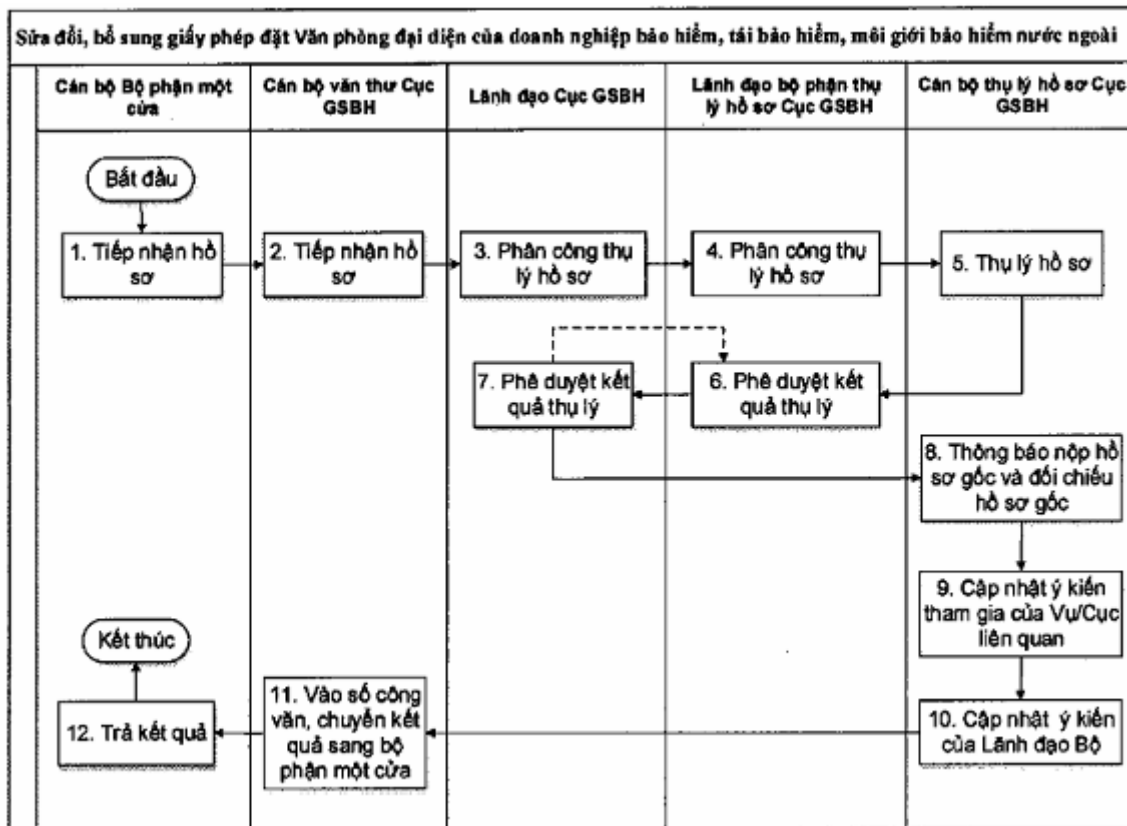 Sửa đổi, bổ sung giấy phép đặt Văn phòng đại diện của doanh nghiệp bảo hiểm, tái bảo hiểm, môi giới bảo hiểm nước ngoài
Cán bộ Bộ phận một
cửa
Cán bộ văn thư Cục
GSBH
Lãnh đạo Cục GSBH
Lãnh đạo bộ phận thụ
lý hồ sơ Cục GSBH
Cán bộ thụ lý hồ sơ Cục
GSBH
Bắt đầu
1. Tiếp nhận hồ
sơ
2. Tiếp nhận hồ
sơ
3. Phân công thụ
lý hồ sơ
4. Phân công thụ
lý hồ sơ
5. Thụ lý hồ sơ
7. Phê duyệt kết
quả thụ lý
6. Phê duyệt kết
quả thụ lý
8. Thông báo nộp hồ
sơ gốc và đối chiếu
hồ sơ gốc
9. Cập nhật ý kiến
tham gia của Vụ/Cục
liên quan
Kết thúc
12. Trả kết quả
11. Vào số công
văn, chuyển kết
quả sang bộ
phận một cửa
10. Cập nhật ý kiến
của Lãnh đạo Bộ